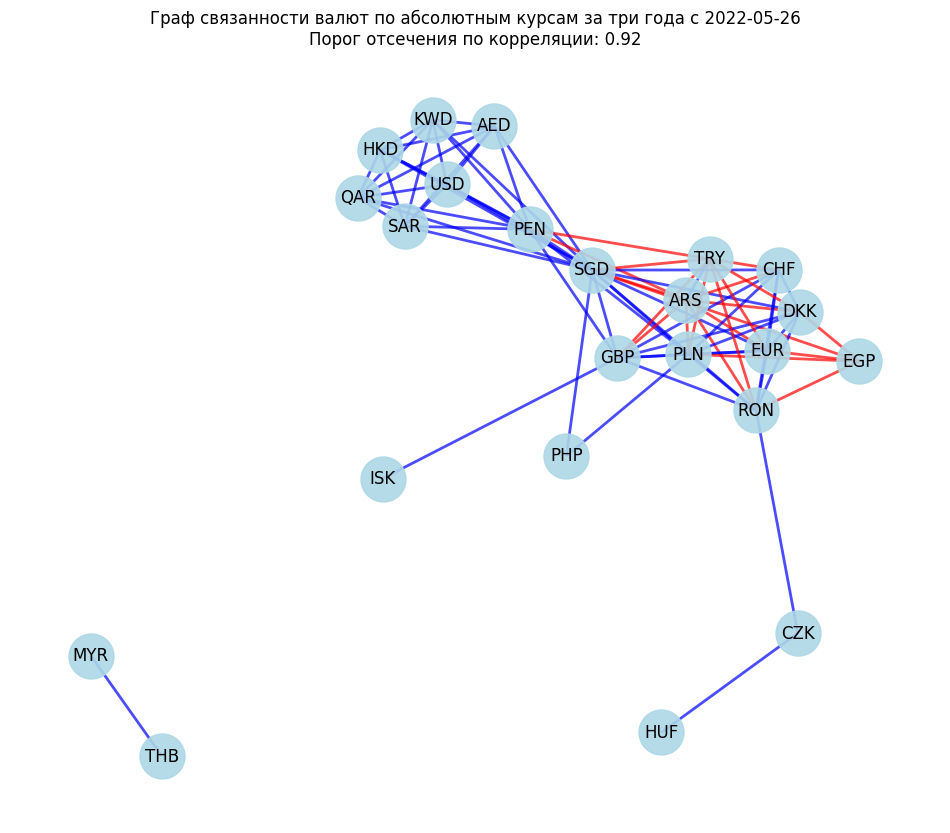 Граф связанности валют по абсолютным курсам за три года с 2022-05-26
Порог отсечения по корреляции: 0.92
KWD
AED
HKD
USD
QAR
SAR
PEN
TRY
SGD
CHF
ARS
DKK
GBP
PLN
EUR
EGP
RON
PHP
ISK
CZK
MYR
HUF
THB